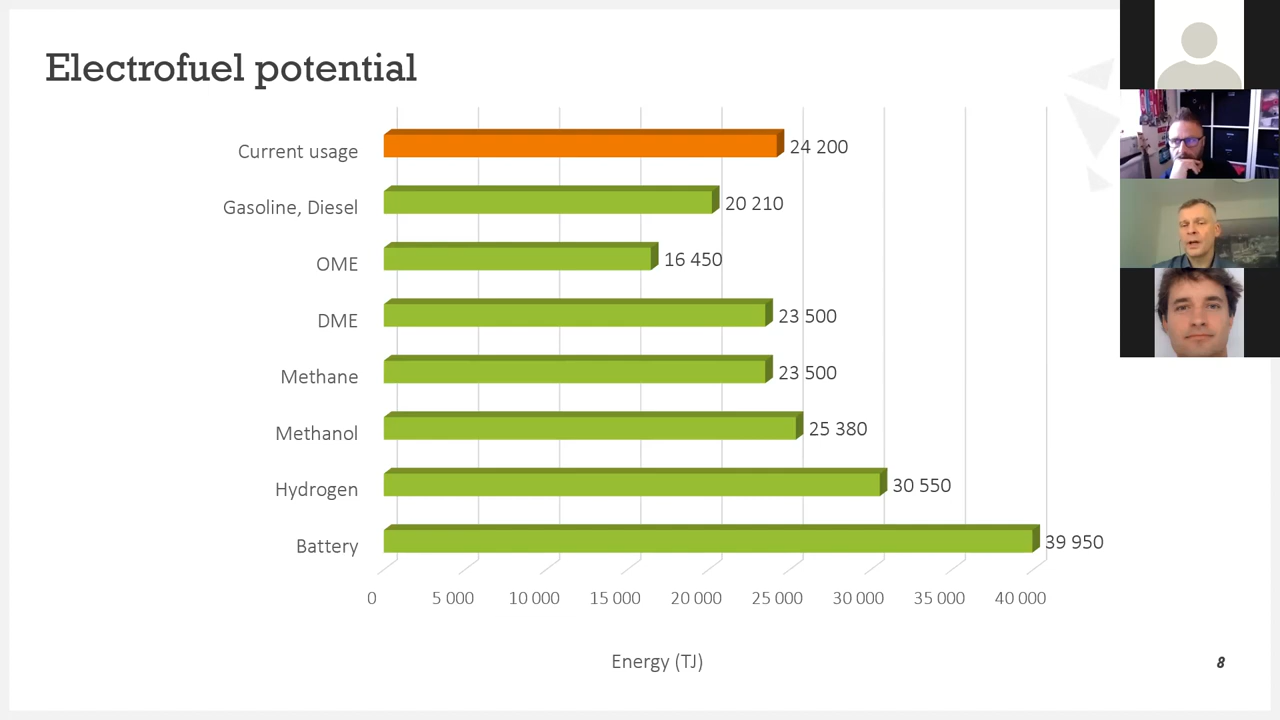 Electrofuel potential
Current usage 24 200
Gasoline, Diesel 20 210
OME 16 450
DME 23 500
Methane 23 500
Methanol 25 380
Hydrogen 30 550
Battery 39 950
0 5 000 10 000 15 000 20 000 25 000 30 000 35 000 40 000
Energy (TJ)
8